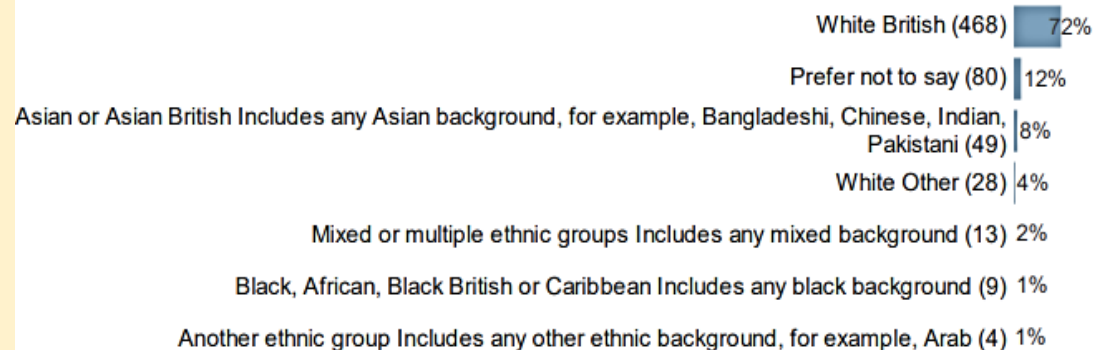 White British (468) 72%
Prefer not to say (80) 12%
Asian or Asian British Includes any Asian background, for example, Bangladeshi, Chinese, Indian,
Pakistani (49) 8%
White Other (28) 4%
Mixed or multiple ethnic groups Includes any mixed background (13) 2%
Black, African, Black British or Caribbean Includes any black background (9) 1%
Another ethnic group Includes any other ethnic background, for example, Arab (4) 1%